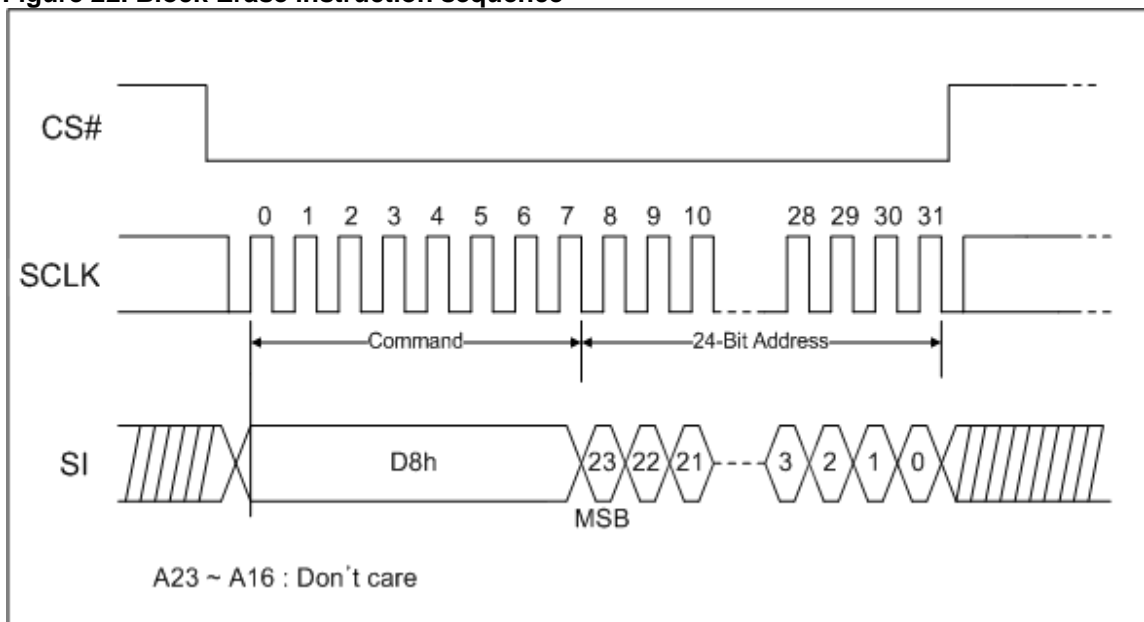 Figure 22. Block Erase instruction sequence
CS#
0 1 2 3 4 5 6 7 8 9 10 28 29 30 31
SCLK
Command 24-Bit Address
SI D8h 23 22 21 3 2 1 0
MSB
A23 ~ A16 : Don't care